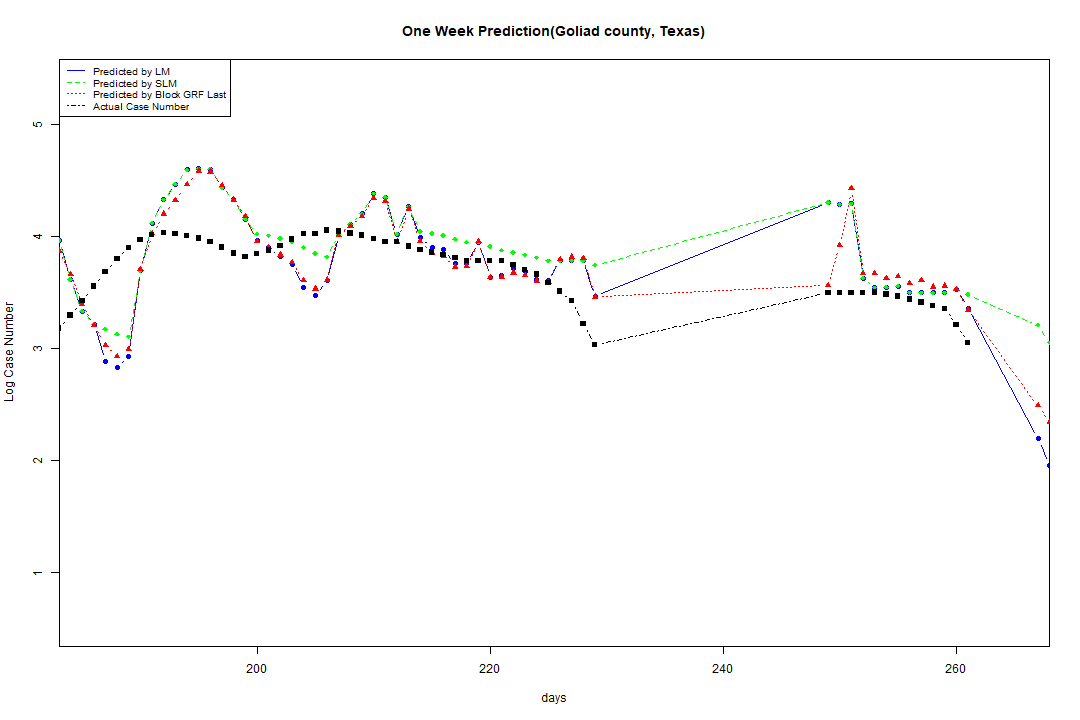 One Week Prediction(Goliad county, Texas)
Predicted by LM
Predicted by SLM
Predicted by Block GRF Last
Actual Case Number
5
4
3
2
1
Log Case Number
200 220 240 260
days